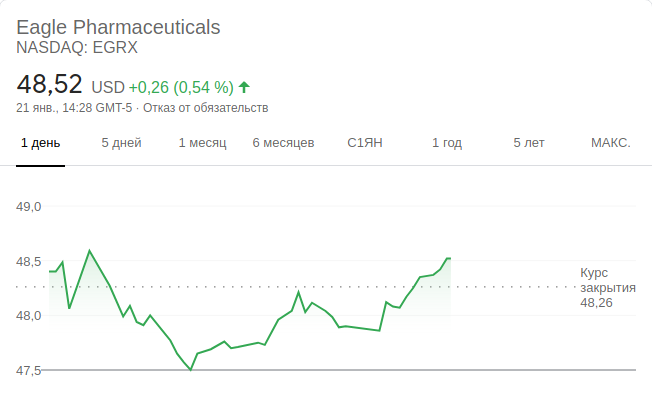 Eagle Pharmaceuticals
NASDAQ: EGRX
48,52 USD +0,26 (0,54 %)
21 янв., 14:28 GMT-5 · Отказ от обязательств
1 день 5 дней 1 месяц 6 месяцев С1ЯН 1 год 5 лет МАКС.
49,0
48,5
Курс
закрытия
48,26
48,0
47,5